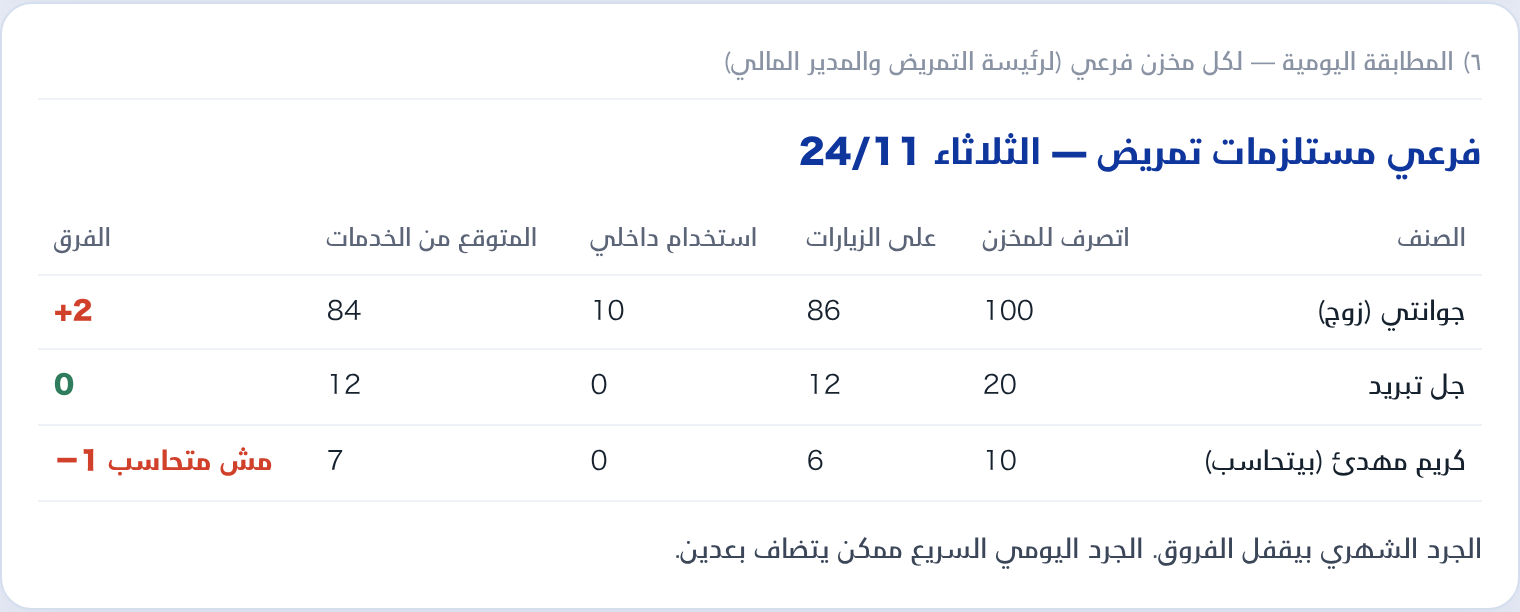 ٦) المطابقة اليومية — لكل مخزن فرعي (لرئيسة التمريض والمدير المالي)
فرعي مستلزمات تمريض — الثلاثاء 24/11
الصنف اتصرف للمخزن على الزيارات استخدام داخلي المتوقع من الخدمات الفرق
جوانتي (زوج) 100 86 10 84 +2
جل تبريد 20 12 0 12 0
كريم مهدئ (بيتحاسب) 10 6 0 7 مش متحاسب 1−
الجرد الشهري بيقفل الفروق. الجرد اليومي السريع ممكن يتضاف بعدين.